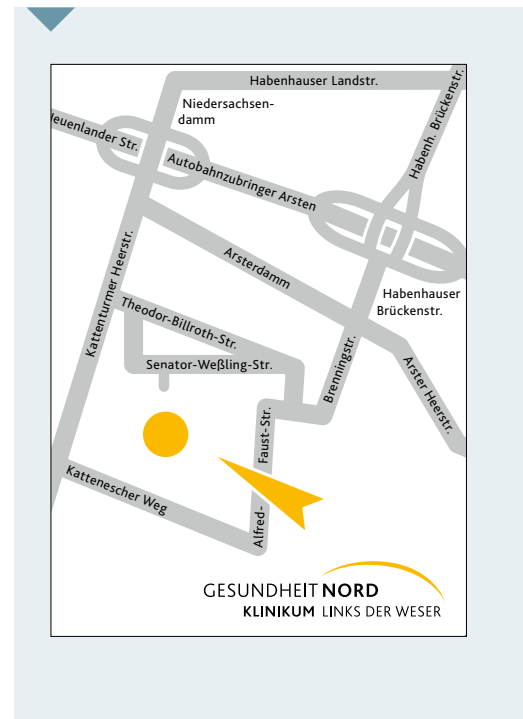 Habenhauser Landstr.
Niedersachsen-
damm
Habenh. Brückenstr.
euenlander Str.
Autobahnzubringer Arsten
Arsterdamm
Kattenturmer Heerstr.
Habenhauser
Brückenstr.
Theodor-Billroth-Str.
Senator-Weßling-Str.
Brenningstr.
Arster Heerstr.
Alfred-
Faust-Str.
Kattenescher Weg
GESUNDHEIT NORD
KLINIKUM LINKS DER WESER